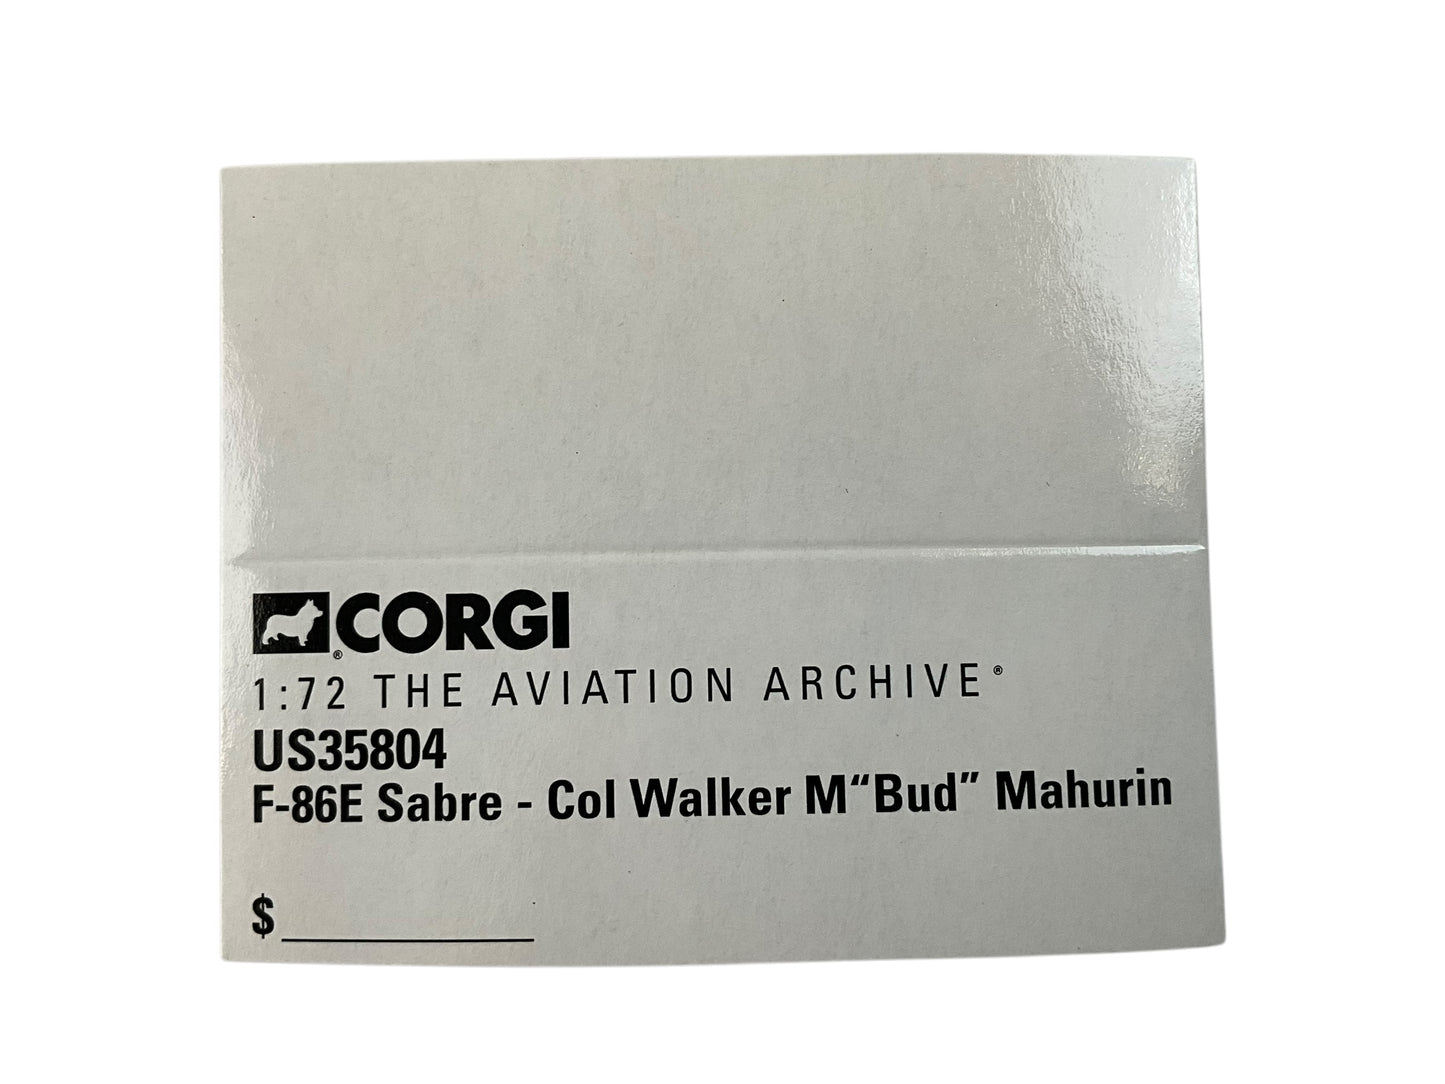 CORGI®
1:72 THE AVIATION ARCHIVE®
US35804
F-86E Sabre - Col Walker M“Bud” Mahurin
$